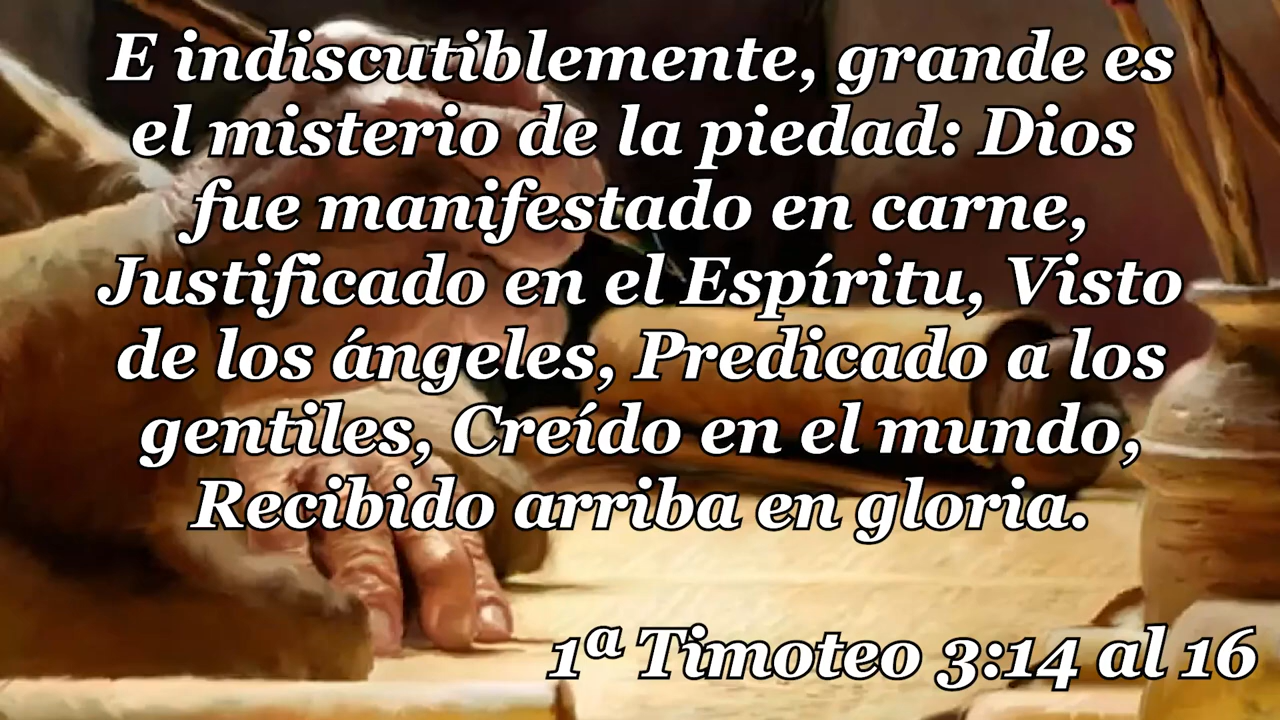 E indiscutiblemente, grande es
el misterio de la piedad: Dios
fue manifestado en carne,
Justificado en el Espíritu, Visto
de los ángeles, Predicado a los
gentiles, Creído en el mundo,
Recibido arriba en gloria.
1ª Timoteo 3:14 al 16